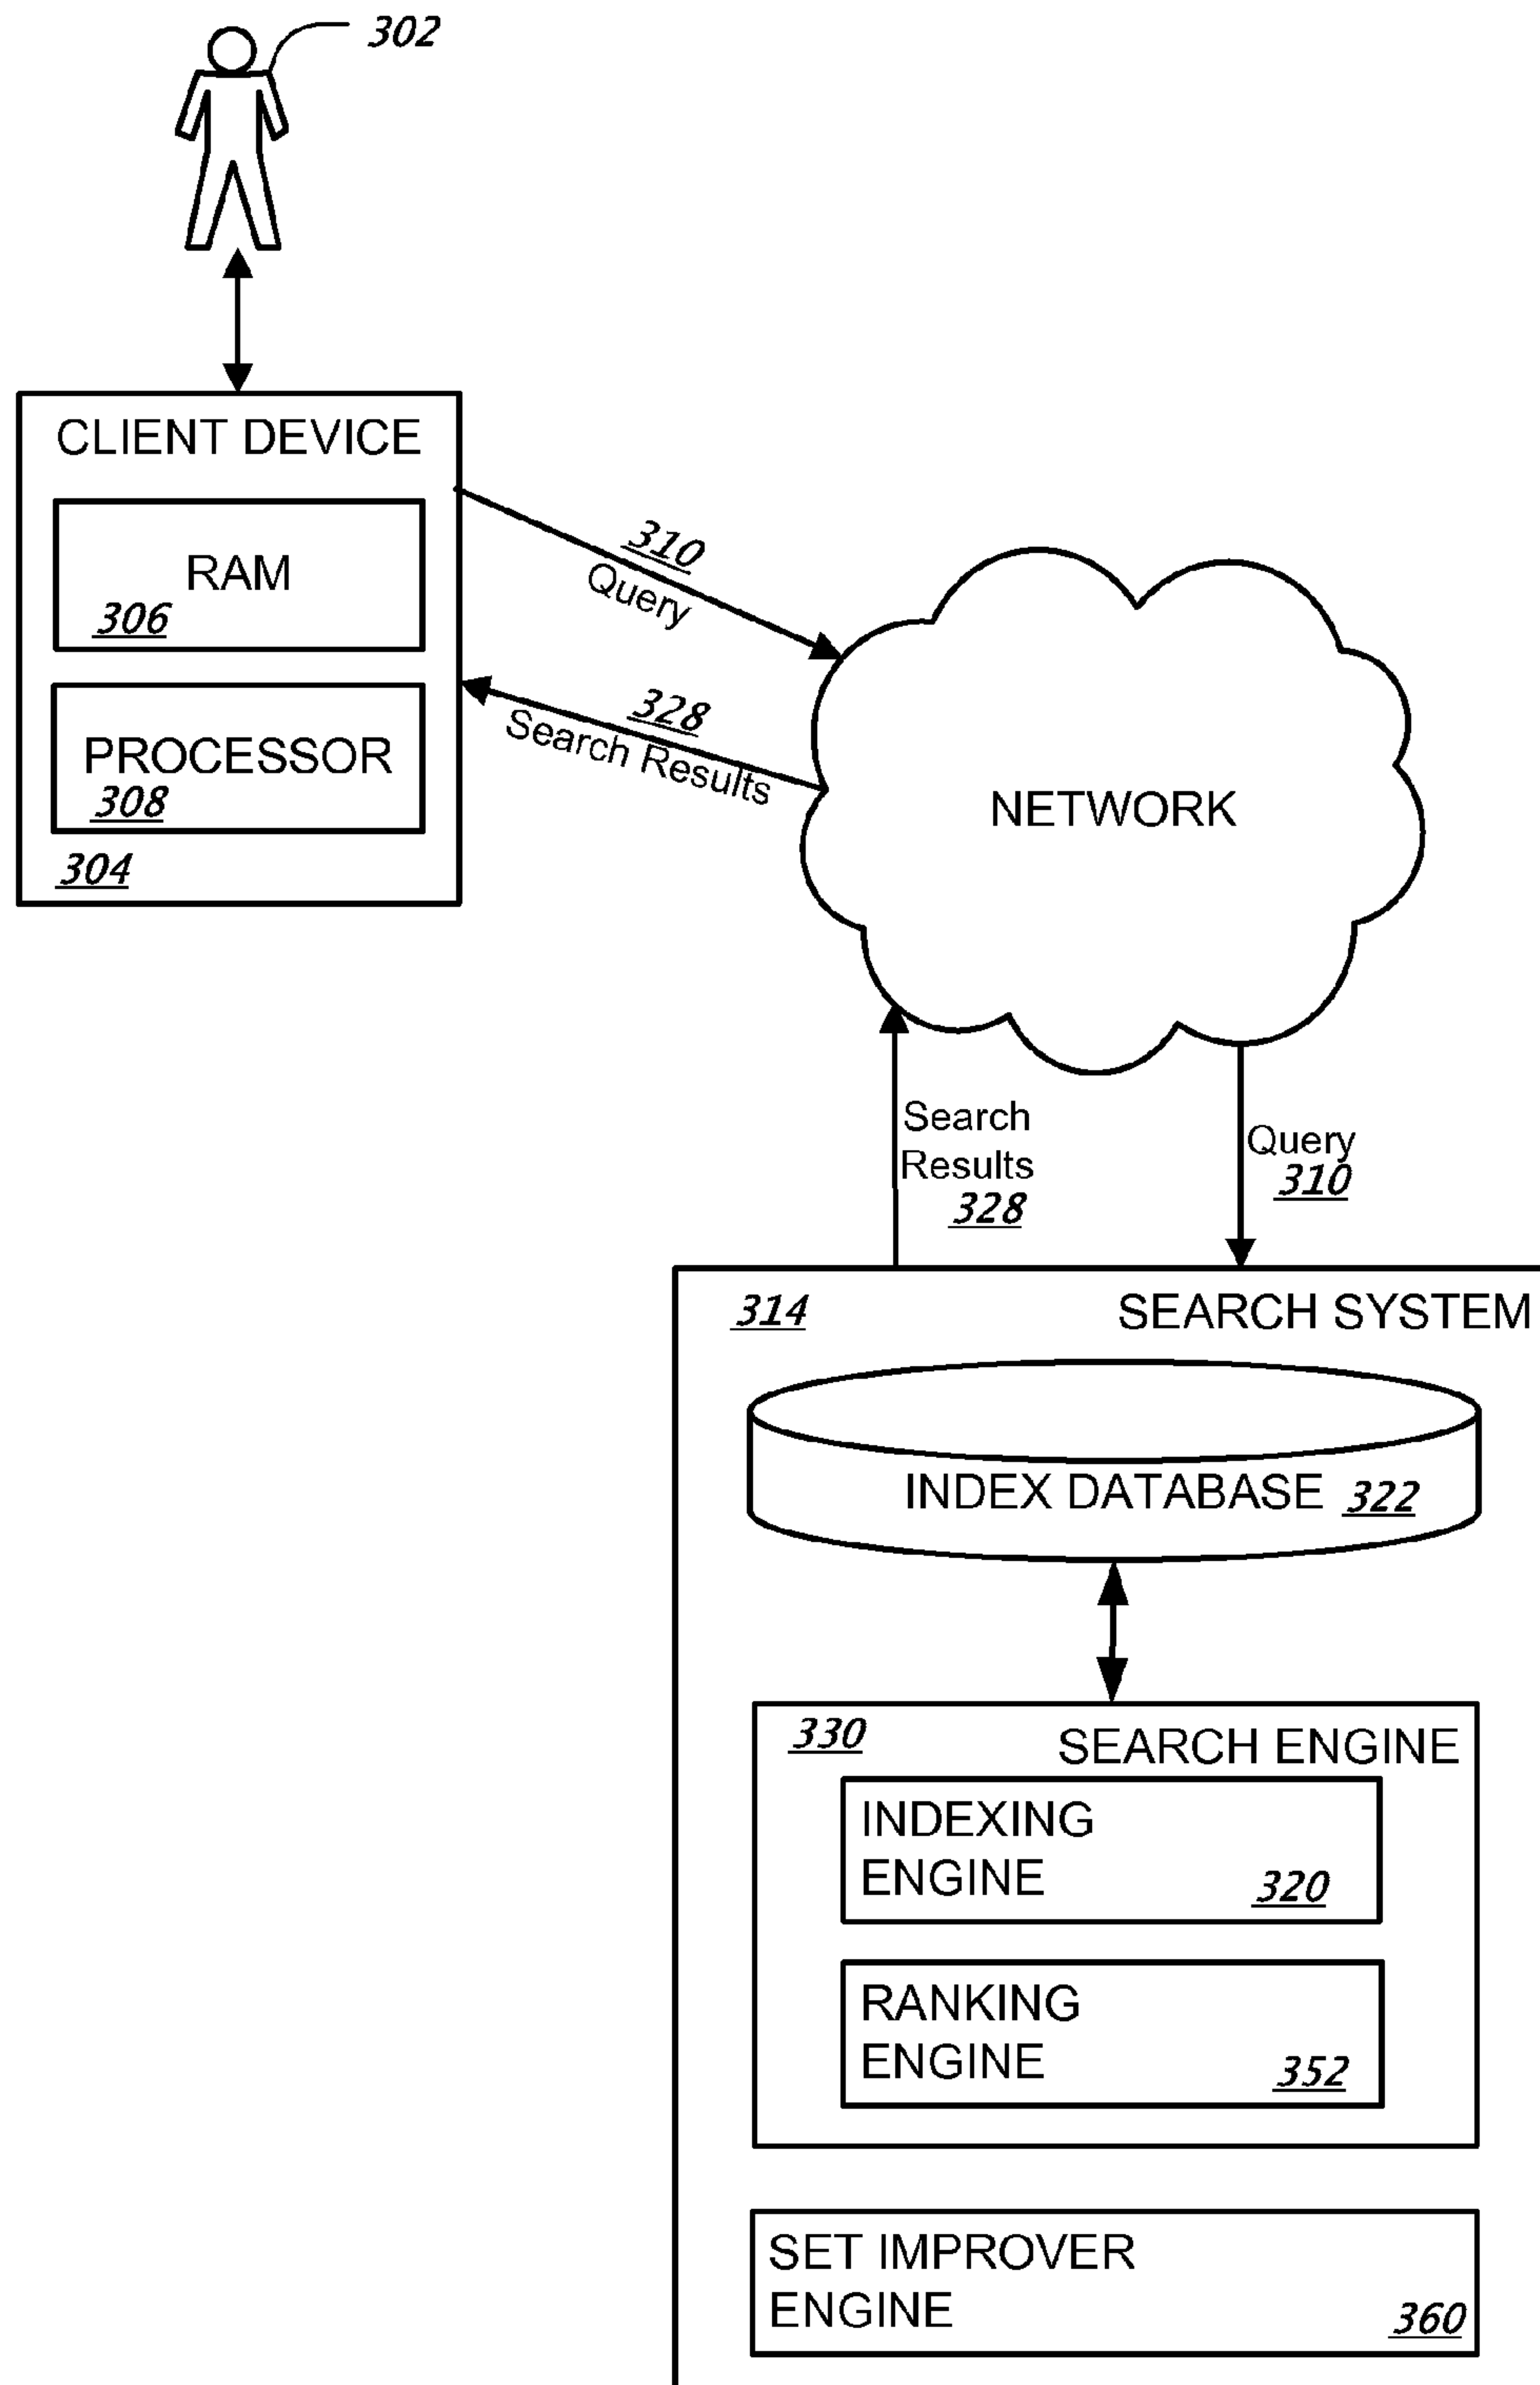 302
CLIENT DEVICE
RAM
306
PROCESSOR
308
304
310
Query
328
Search Results
NETWORK
Search
Results
328
Query
310
314
SEARCH SYSTEM
INDEX DATABASE 322
330
SEARCH ENGINE
INDEXING
ENGINE
320
RANKING
ENGINE
352
SET IMPROVER
ENGINE
360